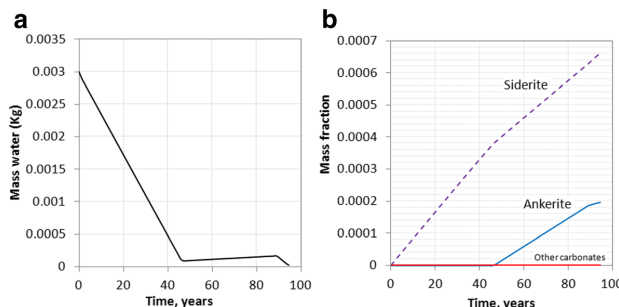 a
0.0035
0.003
0.0025
0.002
0.0015
0.001
0.0005
0
Mass water (Kg)
0 20 40 60 80 100
Time, years
b
0.0007
0.0006
0.0005
0.0004
0.0003
0.0002
0.0001
0
Mass fraction
Siderite
Ankerite
Other carbonates
0 20 40 60 80 100
Time, years